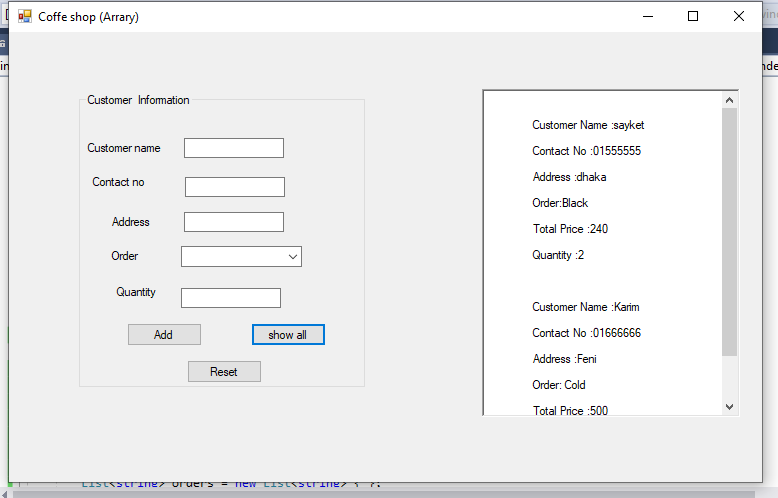 Coffe shop (Arrary)
Customer Information
Customer name
Contact no
Address
Order
Quantity
Add
show all
Reset
Customer Name :sayket
Contact No :01555555
Address :dhaka
Order:Black
Total Price :240
Quantity :2
Customer Name :Karim
Contact No :01666666
Address :Feni
Order: Cold
Total Price :500
List<string> orders = new List<string> { };